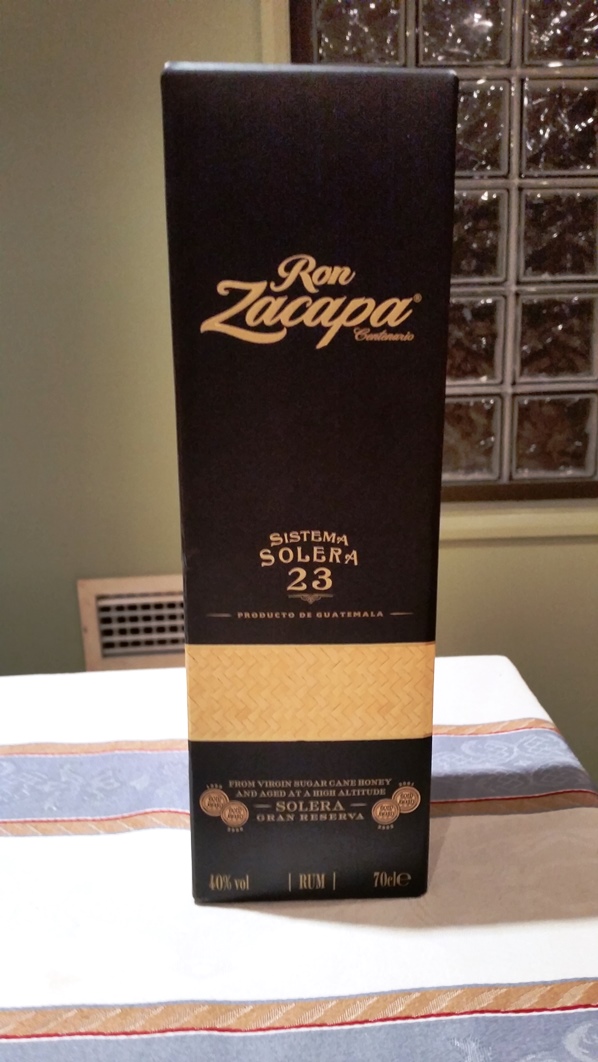 Ron
Zacapa®
Centenario
SISTEMA
SOLERA
23
PRODUCTO DE GUATEMALA
FROM VIRGIN SUGAR CANE HONEY
AND AGED AT A HIGH ALTITUDE
SOLERA
GRAN RESERVA
40% vol | RUM | 70cl℮